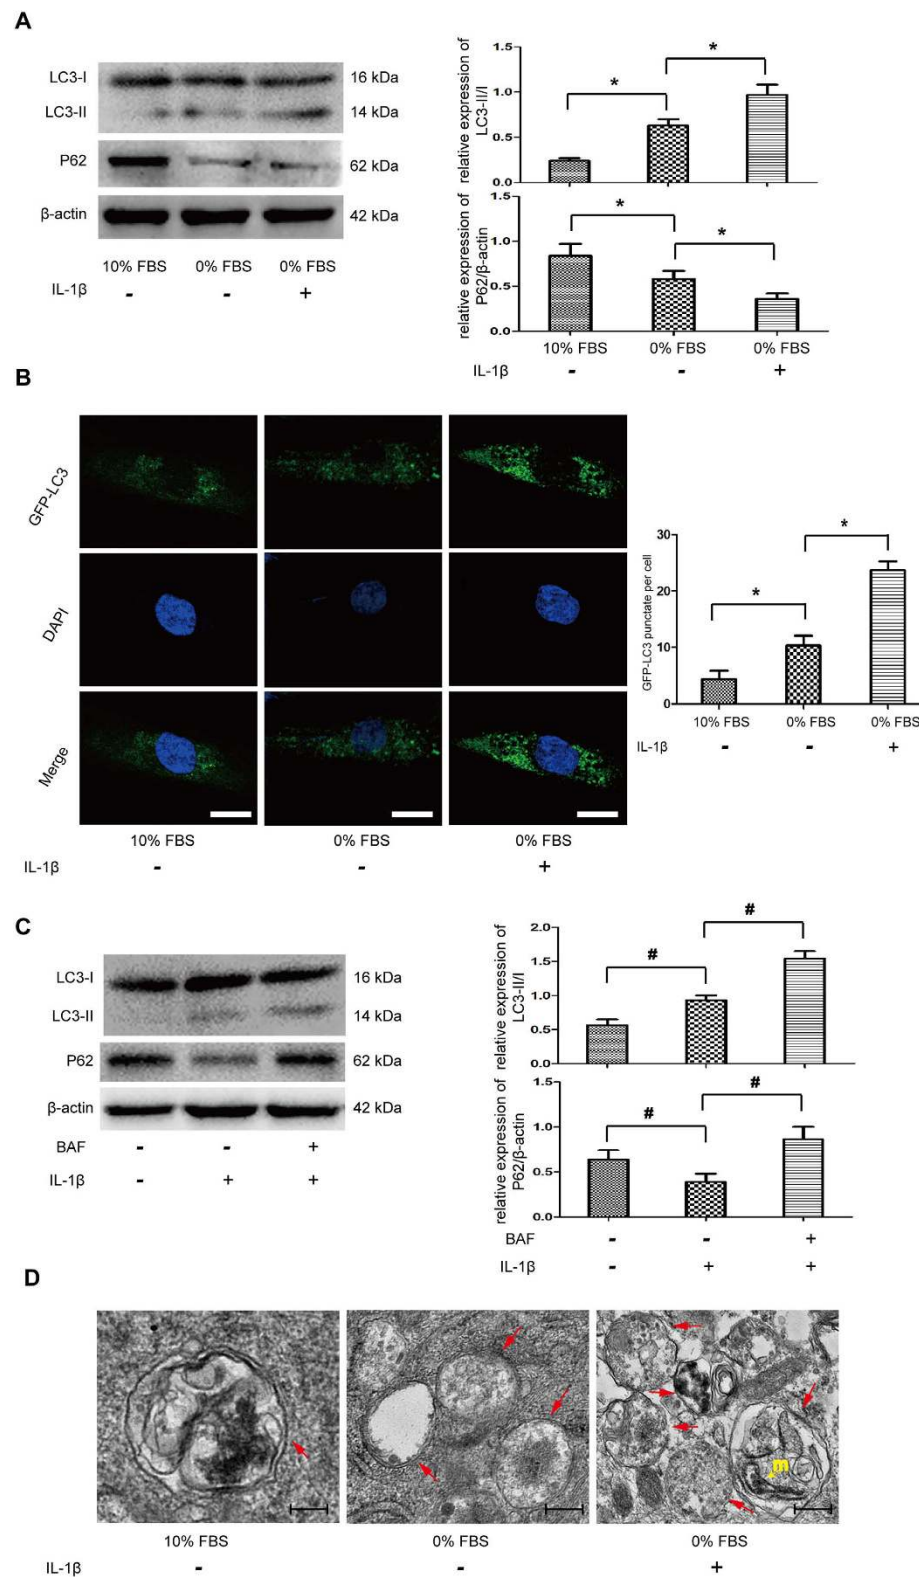 A
LC3-I
16 kDa
LC3-II
14 kDa
P62
62 kDa
β-actin
42 kDa
10% FBS 0% FBS 0% FBS
IL-1β - - +
relative expression of
LC3-II/I
1.5
1.0
0.5
0.0
* *
relative expression of
P62/β-actin
1.5
1.0
0.5
0.0
* *
10% FBS 0% FBS 0% FBS
IL-1β - - +
B
GFP-LC3
DAPI
Merge
10% FBS 0% FBS 0% FBS
IL-1β - - +
GFP-LC3 punctate per cell
30
20
10
0
* *
10% FBS 0% FBS 0% FBS
IL-1β - - +
C
LC3-I
16 kDa
LC3-II
14 kDa
P62
62 kDa
β-actin
42 kDa
BAF - - +
IL-1β - + +
relative expression of
LC3-II/I
2.0
1.5
1.0
0.5
0.0
# #
relative expression of
P62/β-actin
1.5
1.0
0.5
0.0
# #
BAF - - +
IL-1β - + +
D
m
10% FBS 0% FBS 0% FBS
IL-1β - - +